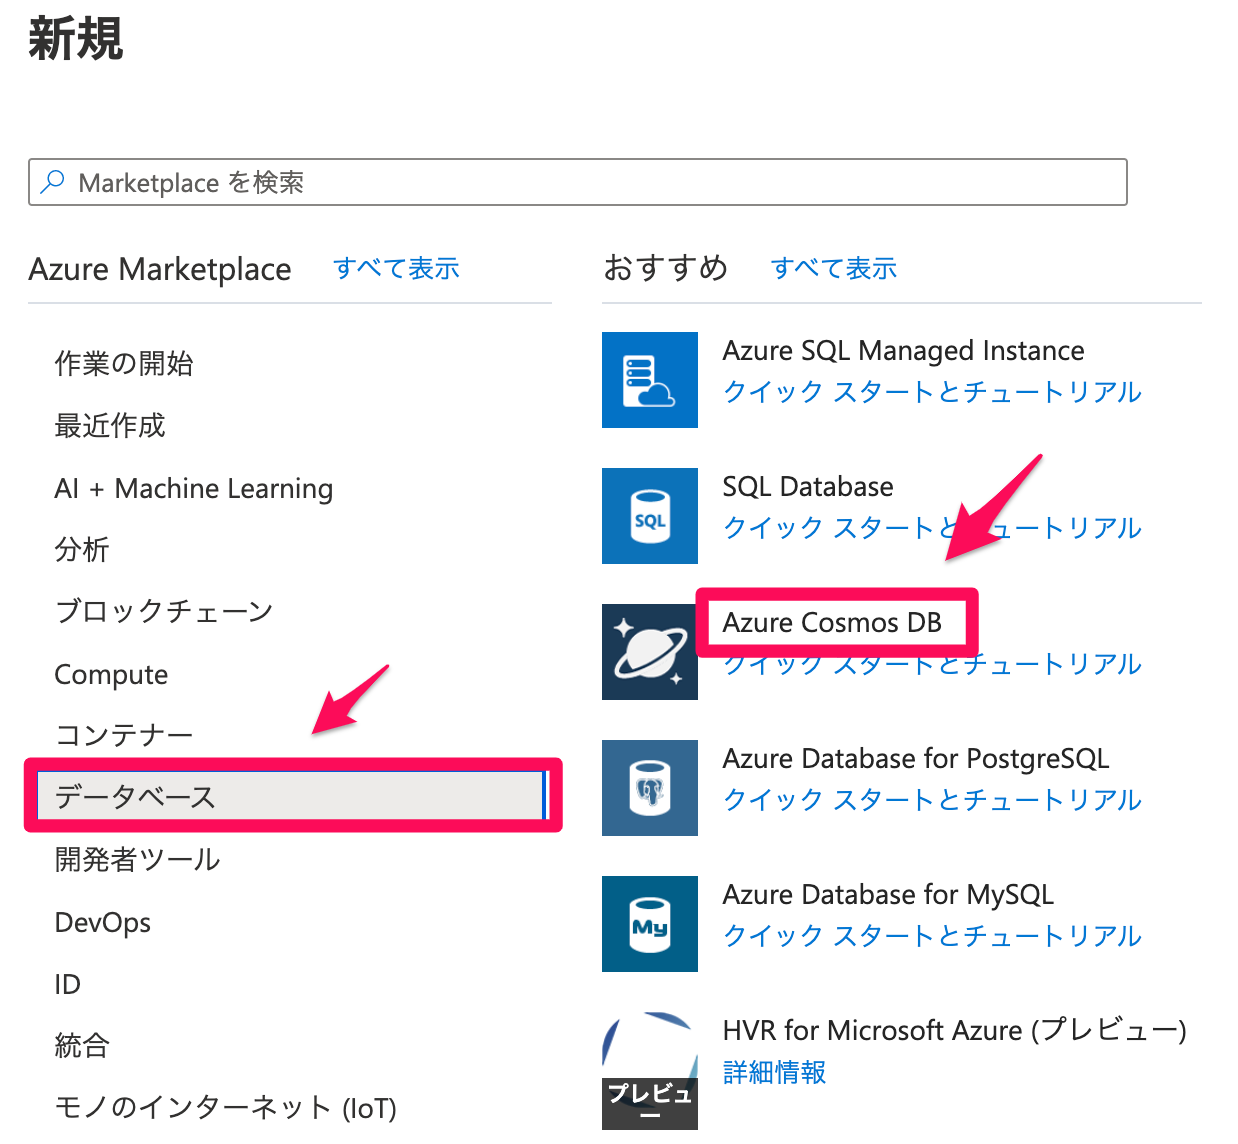 新規
Marketplace を検索
Azure Marketplace すべて表示
作業の開始
最近作成
AI + Machine Learning
分析
ブロックチェーン
Compute
コンテナー
データベース
開発者ツール
DevOps
ID
統合
モノのインターネット (IoT)
おすすめ すべて表示
Azure SQL Managed Instance
クイック スタートとチュートリアル
SQL
SQL Database
クイック スタートとチュートリアル
Azure Cosmos DB
クイック スタートとチュートリアル
Azure Database for PostgreSQL
クイック スタートとチュートリアル
My
Azure Database for MySQL
クイック スタートとチュートリアル
HVR for Microsoft Azure (プレビュー)
詳細情報
プレビュ
ー